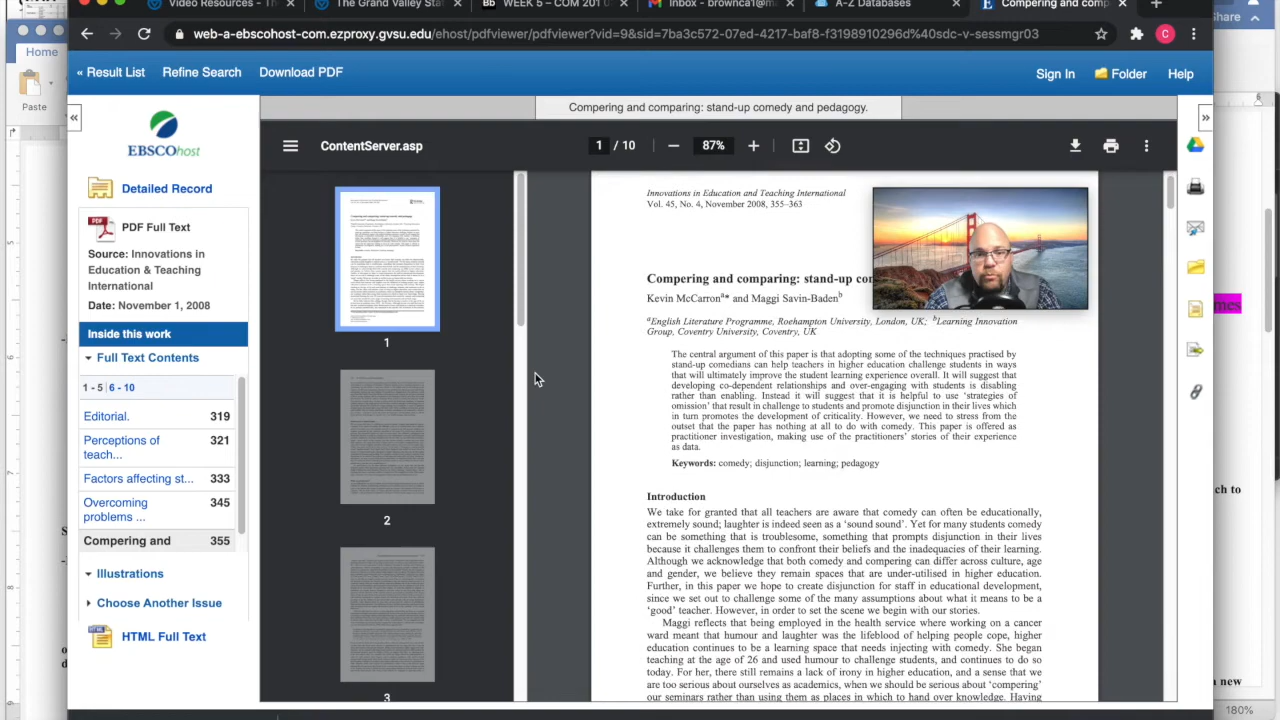 The Grand Valley Stat
WEEK 5 - COM 201 0
A-Z Database
Compering and comp
Share
Home
Paste
web-a-ebscohost-com.ezproxy.gvsu.edu/ehost/pdfviewer/pdfviewer?vid=9&sid=7ba3c572-07ed-4217-baf8-f3198910296d%40sdc-v-sessmgr03
C
« Result List
Refine Search
Download PDF
Sign In
Folder
Help
Compering and comparing: stand-up comedy and pedagogy.
«
»
EBSCOhost
Detailed Record
PDF
PDF Full Text
Source: Innovations in
Education & Teaching
International
Date: November 1, 2008
Inside this work
Full Text Contents
1 -5 6 - 10
Editorial. 319
Perceptions of 321
teach...
Factors affecting st... 333
Overcoming 345
problems ...
Compering and 355
Illustrations
Choose Another Issue
HTML Full Text
ContentServer.asp
1 / 10
87%
1
2
3
Innovations in Education and Teaching International
Vol. 45, No. 4, November 2008, 355–363
Compering and comparing: stand-up
Kevin McCarron a* and Maggi Savin-Baden b
a English Literature Programme, Roehampton University, London, UK; b Learning Innovation
Group, Coventry University, Coventry, UK
The central argument of this paper is that adopting some of the techniques practised by
stand-up comedians can help teachers in higher education challenge students in ways
that will ultimately improve the student learning experience overall. It will suggest that
developing co-dependent relationships and over-engaging with students is disabling
rather than enabling. Instead it will suggest that it is helpful to use ‘strategies of
omission’ that result in challenge to students and promote disjunction in their lives which
in turn promotes the development of criticality. However, we need to stress from the
outset that the paper has nothing at all to do with comedy. This paper is offered as
practitioner investigation, making use of the practitioners’ stories of their experience
as data.
Keywords: comedy; disjunction; learning; pedagogy
Introduction
We take for granted that all teachers are aware that comedy can often be educationally,
extremely sound; laughter is indeed seen as a ‘sound sound’. Yet for many students comedy
can be something that is troublesome, something that prompts disjunction in their lives
because it challenges them to confront their beliefs and the inadequacies of their learning.
Although we acknowledge that both comedy and compering can differ across culture, age
and gender, we believe they remain spaces that are under-utilised in higher education.
Further, in this paper we hope to create disjunction for staff in educational development,
since we set out to challenge some of the many assumptions about what it means to be a
‘good’ teacher. However, in order to set the scene we begin with our stories.
Maggi reflects that being employed in the health service where working on a cancer
ward meant that humour and laughter was the lifeblood of helping people cope, higher
education continues to be a learning space that needs injecting with comedy. She began
teaching at the age of 26 and used humour to challenge students, and continues to do so
today. For her, there still remains a lack of irony in higher education, and a sense that we
are too serious about ourselves as academics, when we should be serious about ‘compering’
our seminars rather than using them as places in which to hand over knowledge. Having
ch to
a new
180%